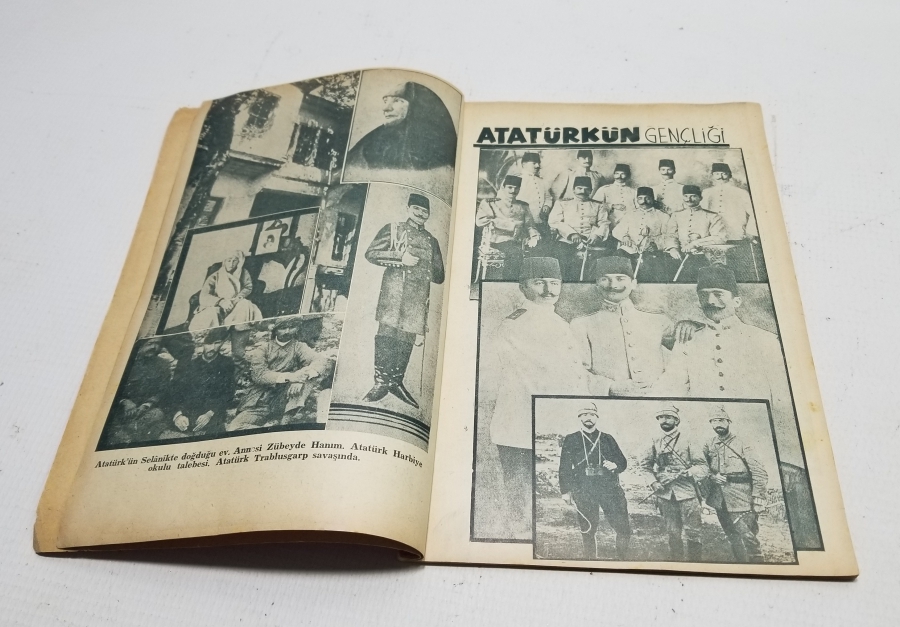 Atatürk'ün Selânikte doğduğu ev. Annesi Zübeyde Hanım. Atatürk Harbiye
okulu talebesi. Atatürk Trablusgarp savaşında.
ATATÜRKÜN GENÇLİĞİ